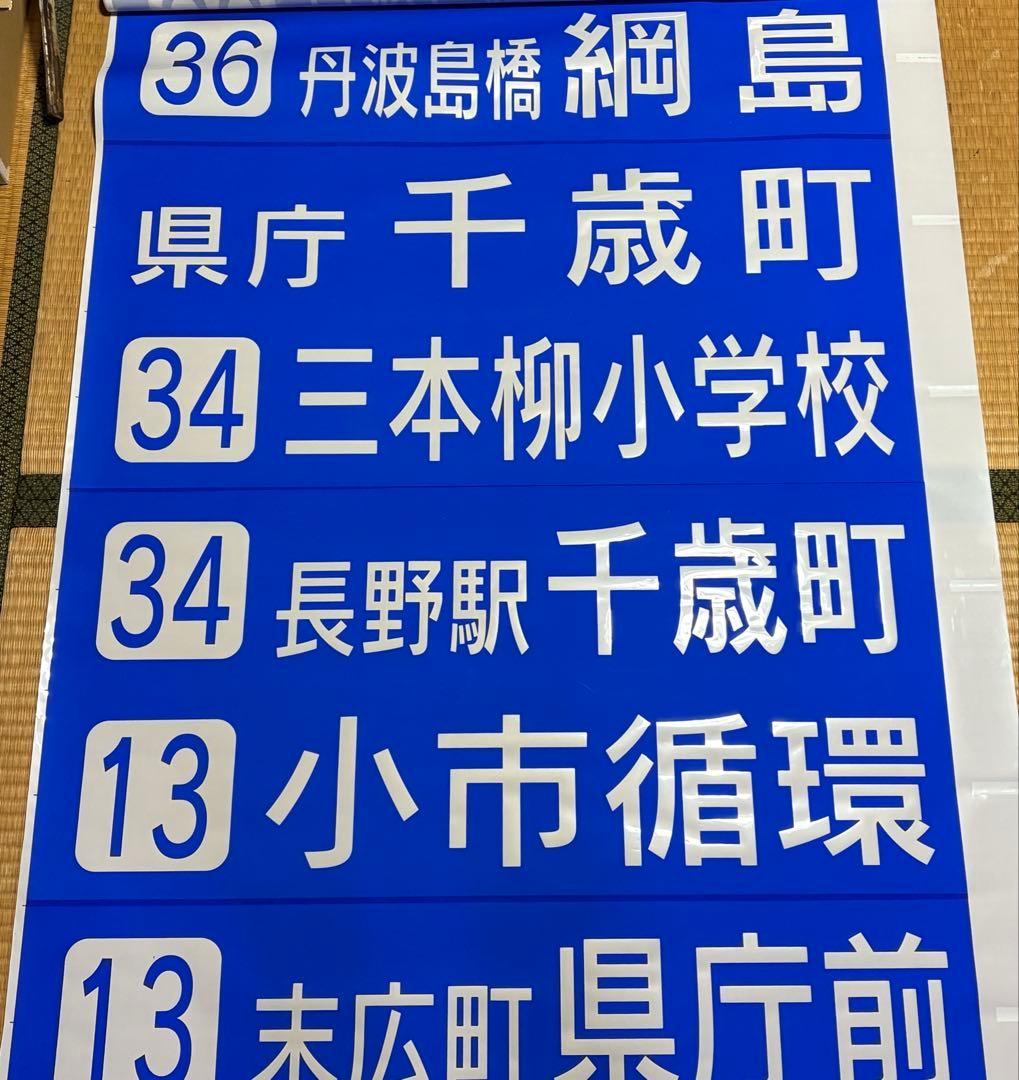 36 丹波島橋 綱島
県庁 千歳町
34 三本柳小学校
34 長野駅 千歳町
13 小市循環
13 末広町 県庁前